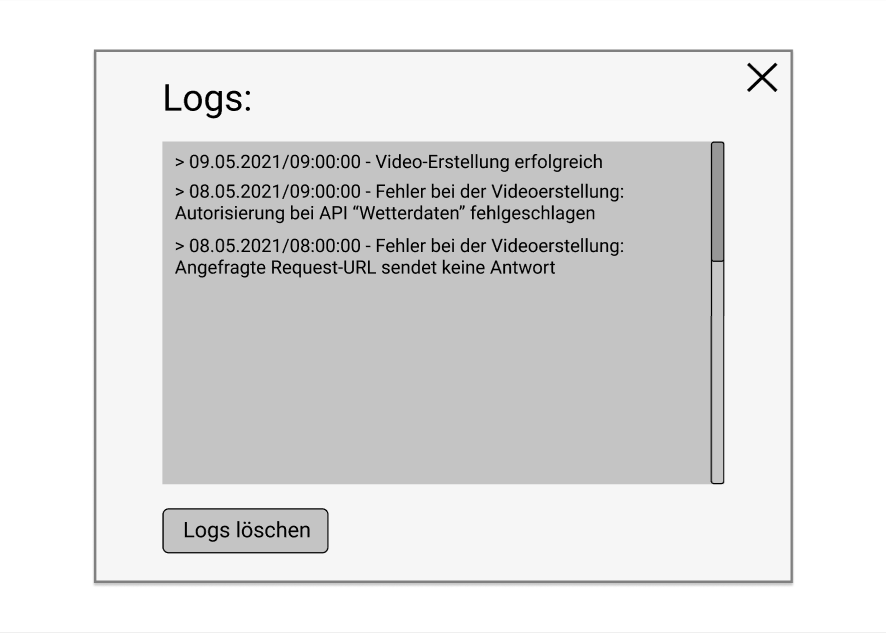 Logs:
> 09.05.2021/09:00:00 - Video-Erstellung erfolgreich
> 08.05.2021/09:00:00 - Fehler bei der Videoerstellung:
Autorisierung bei API “Wetterdaten” fehlgeschlagen
> 08.05.2021/08:00:00 - Fehler bei der Videoerstellung:
Angefragte Request-URL sendet keine Antwort
Logs löschen